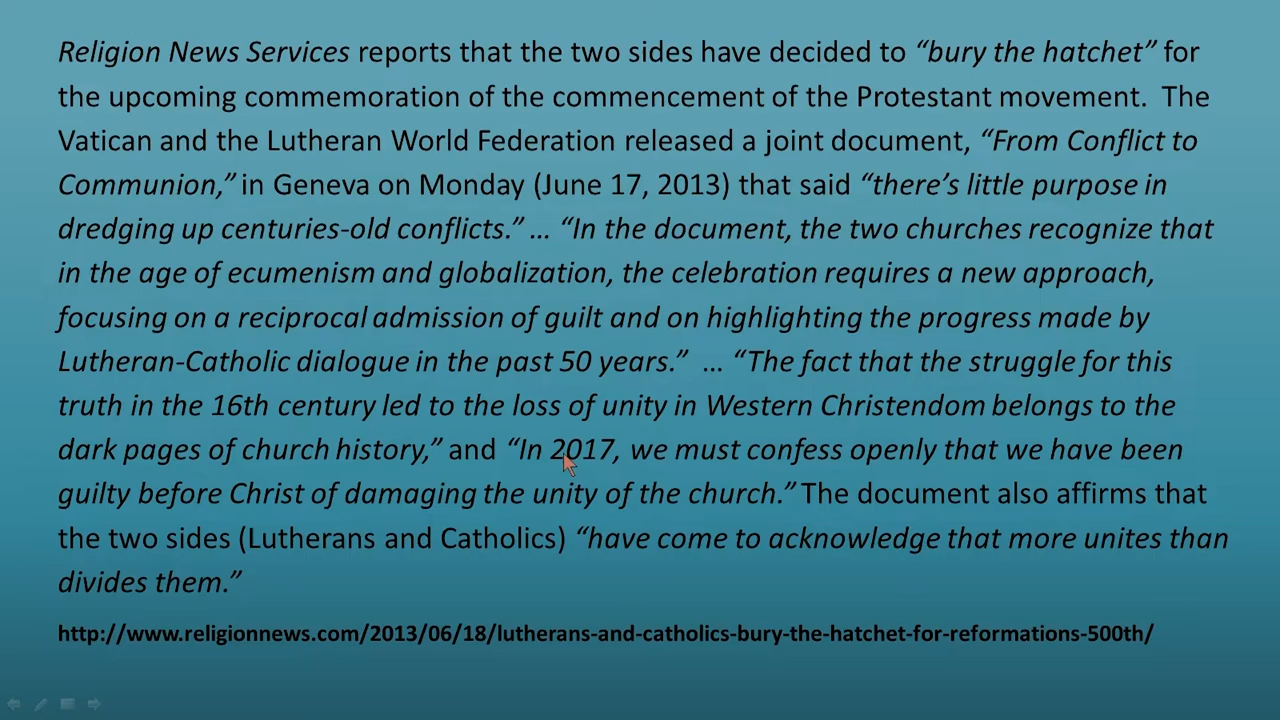 Religion News Services reports that the two sides have decided to “bury the hatchet” for
the upcoming commemoration of the commencement of the Protestant movement.  The
Vatican and the Lutheran World Federation released a joint document, “From Conflict to
Communion,” in Geneva on Monday (June 17, 2013) that said “there’s little purpose in
dredging up centuries-old conflicts.” … “In the document, the two churches recognize that
in the age of ecumenism and globalization, the celebration requires a new approach,
focusing on a reciprocal admission of guilt and on highlighting the progress made by
Lutheran-Catholic dialogue in the past 50 years.”  … “The fact that the struggle for this
truth in the 16th century led to the loss of unity in Western Christendom belongs to the
dark pages of church history,” and “In 2017, we must confess openly that we have been
guilty before Christ of damaging the unity of the church.” The document also affirms that
the two sides (Lutherans and Catholics) “have come to acknowledge that more unites than
divides them.”
http://www.religionnews.com/2013/06/18/lutherans-and-catholics-bury-the-hatchet-for-reformations-500th/